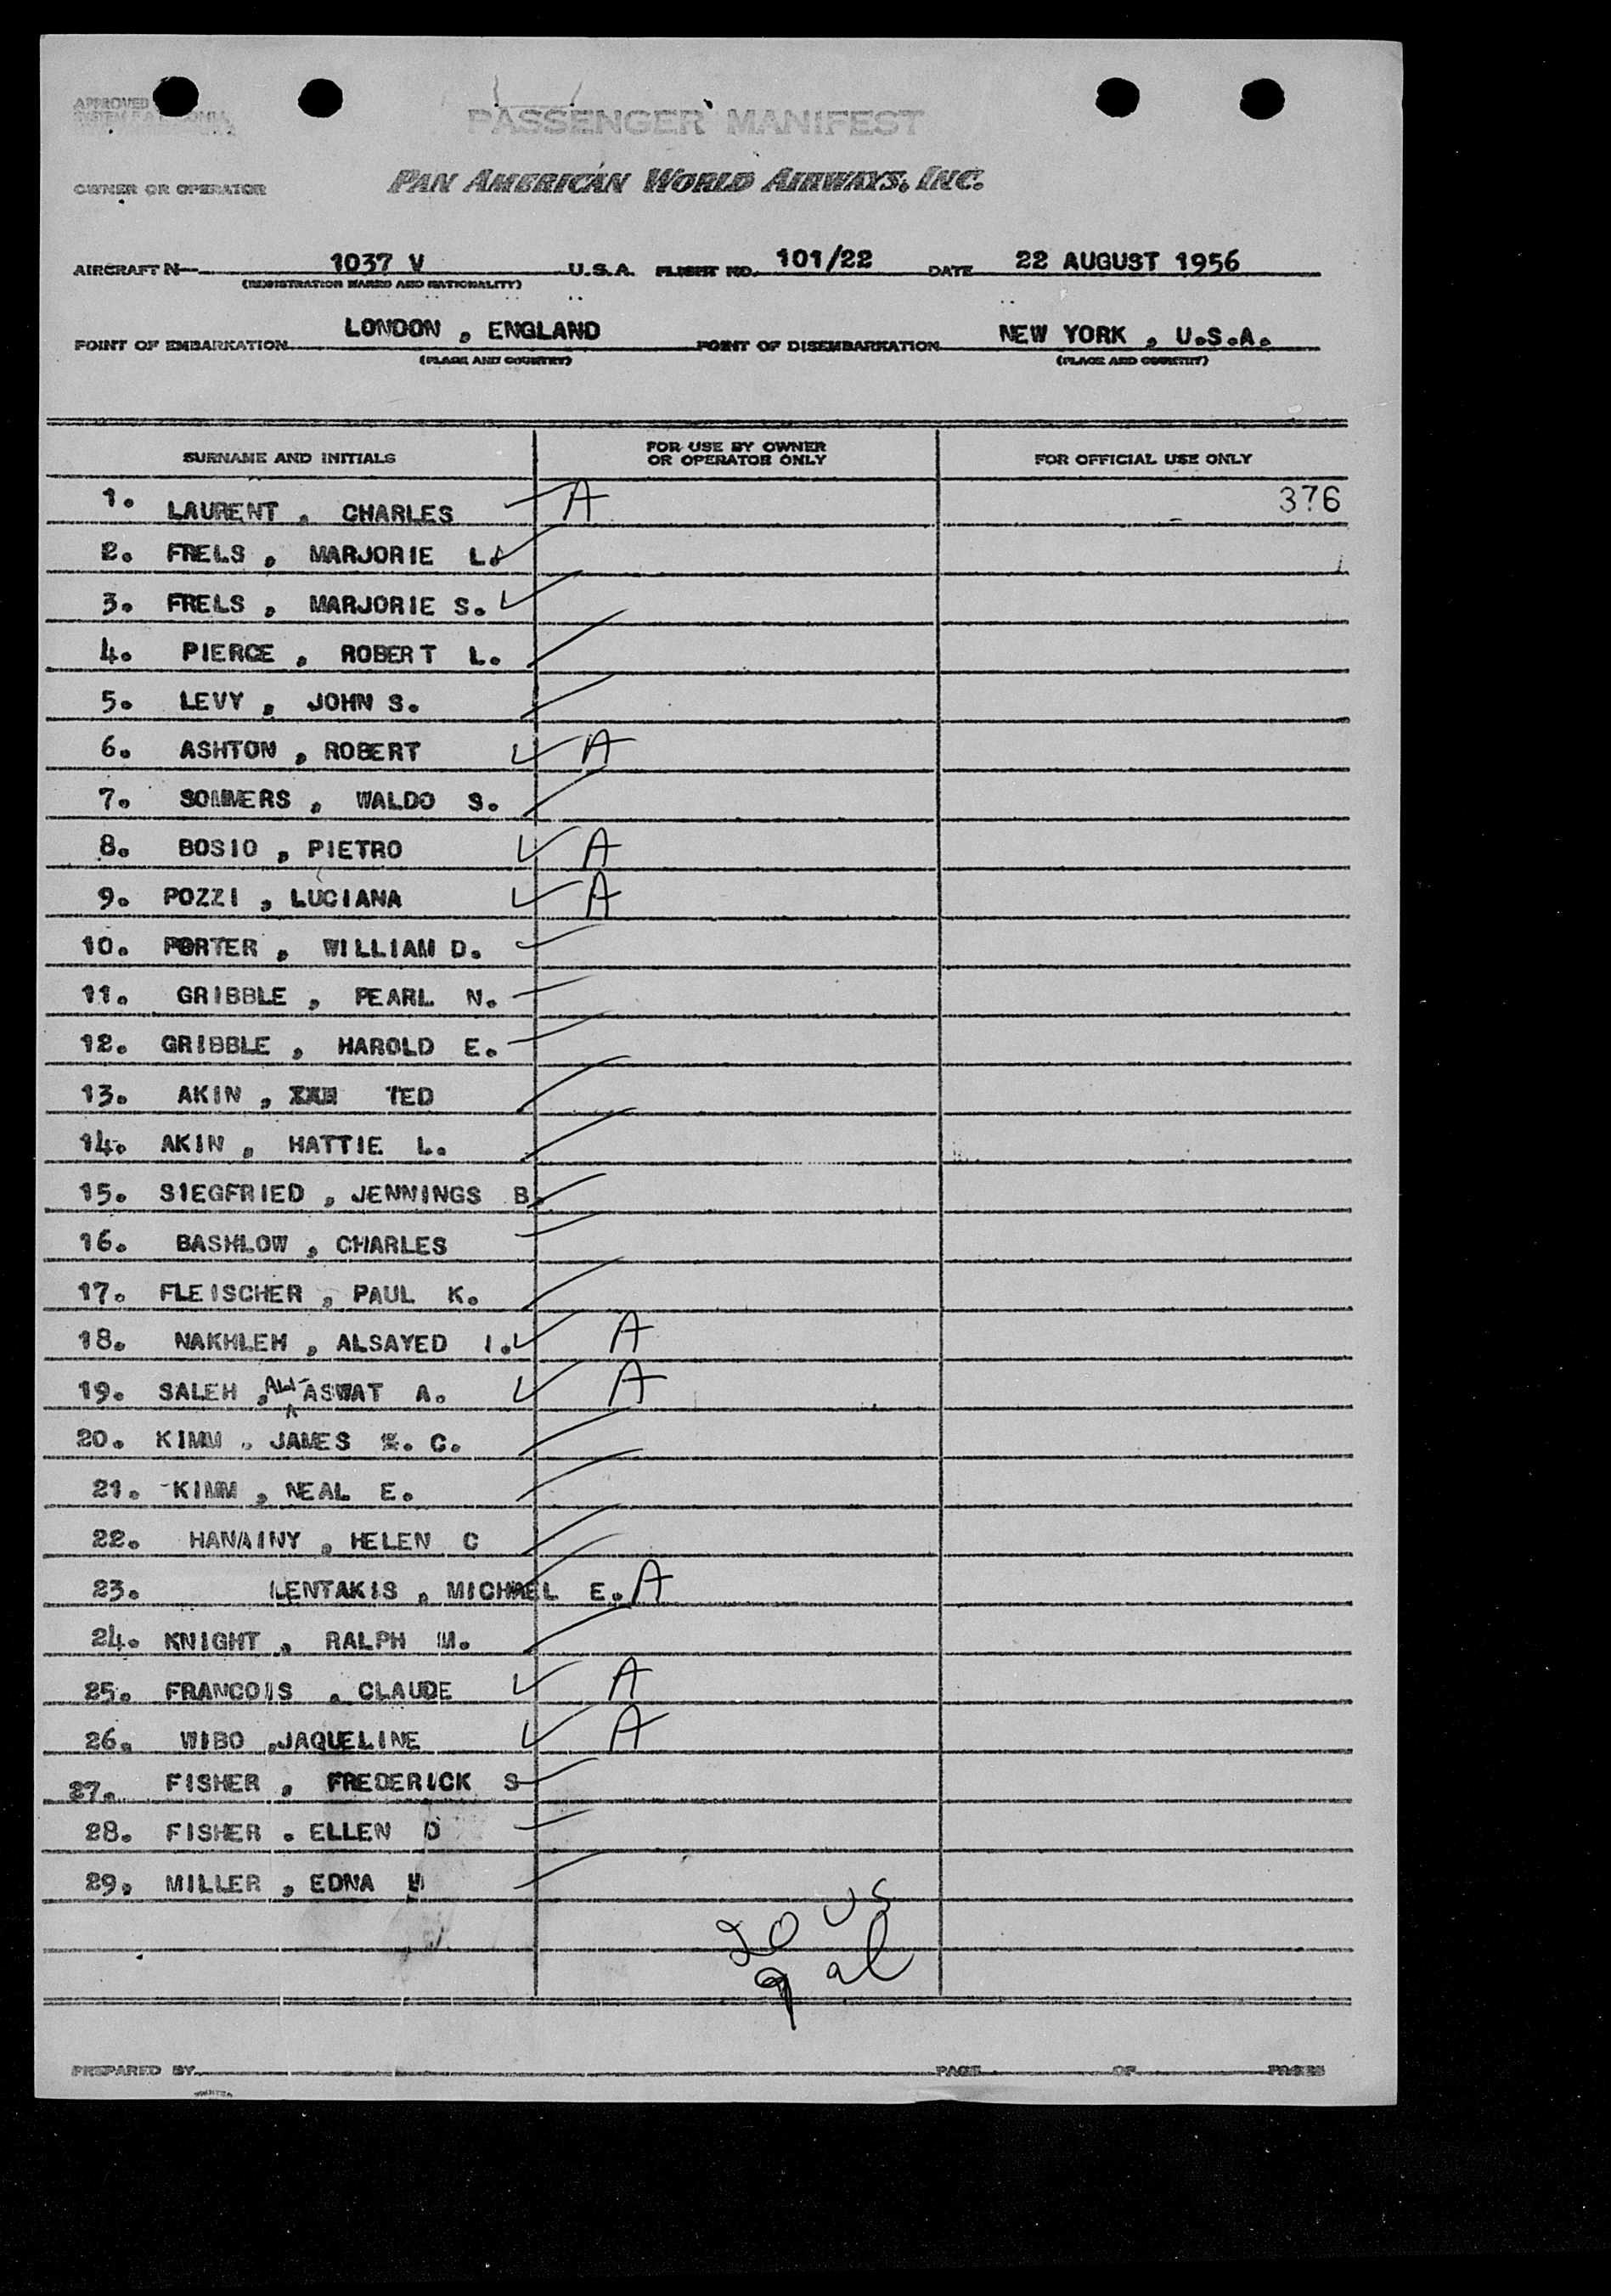 APPROVED
PASSENGER MANIFEST
OWNER OR OPERATOR PAN AMERICAN WORLD AIRWAYS, INC.
AIRCRAFT N 1037 V U.S.A. FLIGHT NO. 101/22 DATE 22 AUGUST 1956
(REGISTRATION MARKS AND NATIONALITY)
POINT OF EMBARKATION LONDON , ENGLAND POINT OF DISEMBARKATION NEW YORK , U.S.A.
(PLACE AND COUNTRY) (PLACE AND COUNTRY)
SURNAME AND INITIALS FOR USE BY OWNER OR OPERATOR ONLY FOR OFFICIAL USE ONLY
1. LAURENT , CHARLES A 376
2. FRELS , MARJORIE L.
3. FRELS , MARJORIE S.
4. PIERCE , ROBERT L.
5. LEVY , JOHN S.
6. ASHTON , ROBERT A
7. SOMMERS , WALDO S.
8. BOSIO , PIETRO A
9. POZZI , LUCIANA A
10. PORTER , WILLIAM D.
11. GRIBBLE , PEARL N.
12. GRIBBLE , HAROLD E.
13. AKIN , TED
14. AKIN , HATTIE L.
15. SIEGFRIED , JENNINGS B.
16. BASHLOW , CHARLES
17. FLEISCHER , PAUL K.
18. NAKHLEH , ALSAYED I. A
19. SALEH , ALI-ASWAT A. A
20. KIMM , JAMES C.
21. KIMM , NEAL E.
22. HANAINY , HELEN C
23. LENTAKIS , MICHAEL E. A
24. KNIGHT , RALPH M.
25. FRANCOIS , CLAUDE A
26. WIBO ,JAQUELINE A
27. FISHER , FREDERICK S
28. FISHER . ELLEN D
29. MILLER , EDNA
20 US
9 al
PREPARED BY PAGE OF PAGES